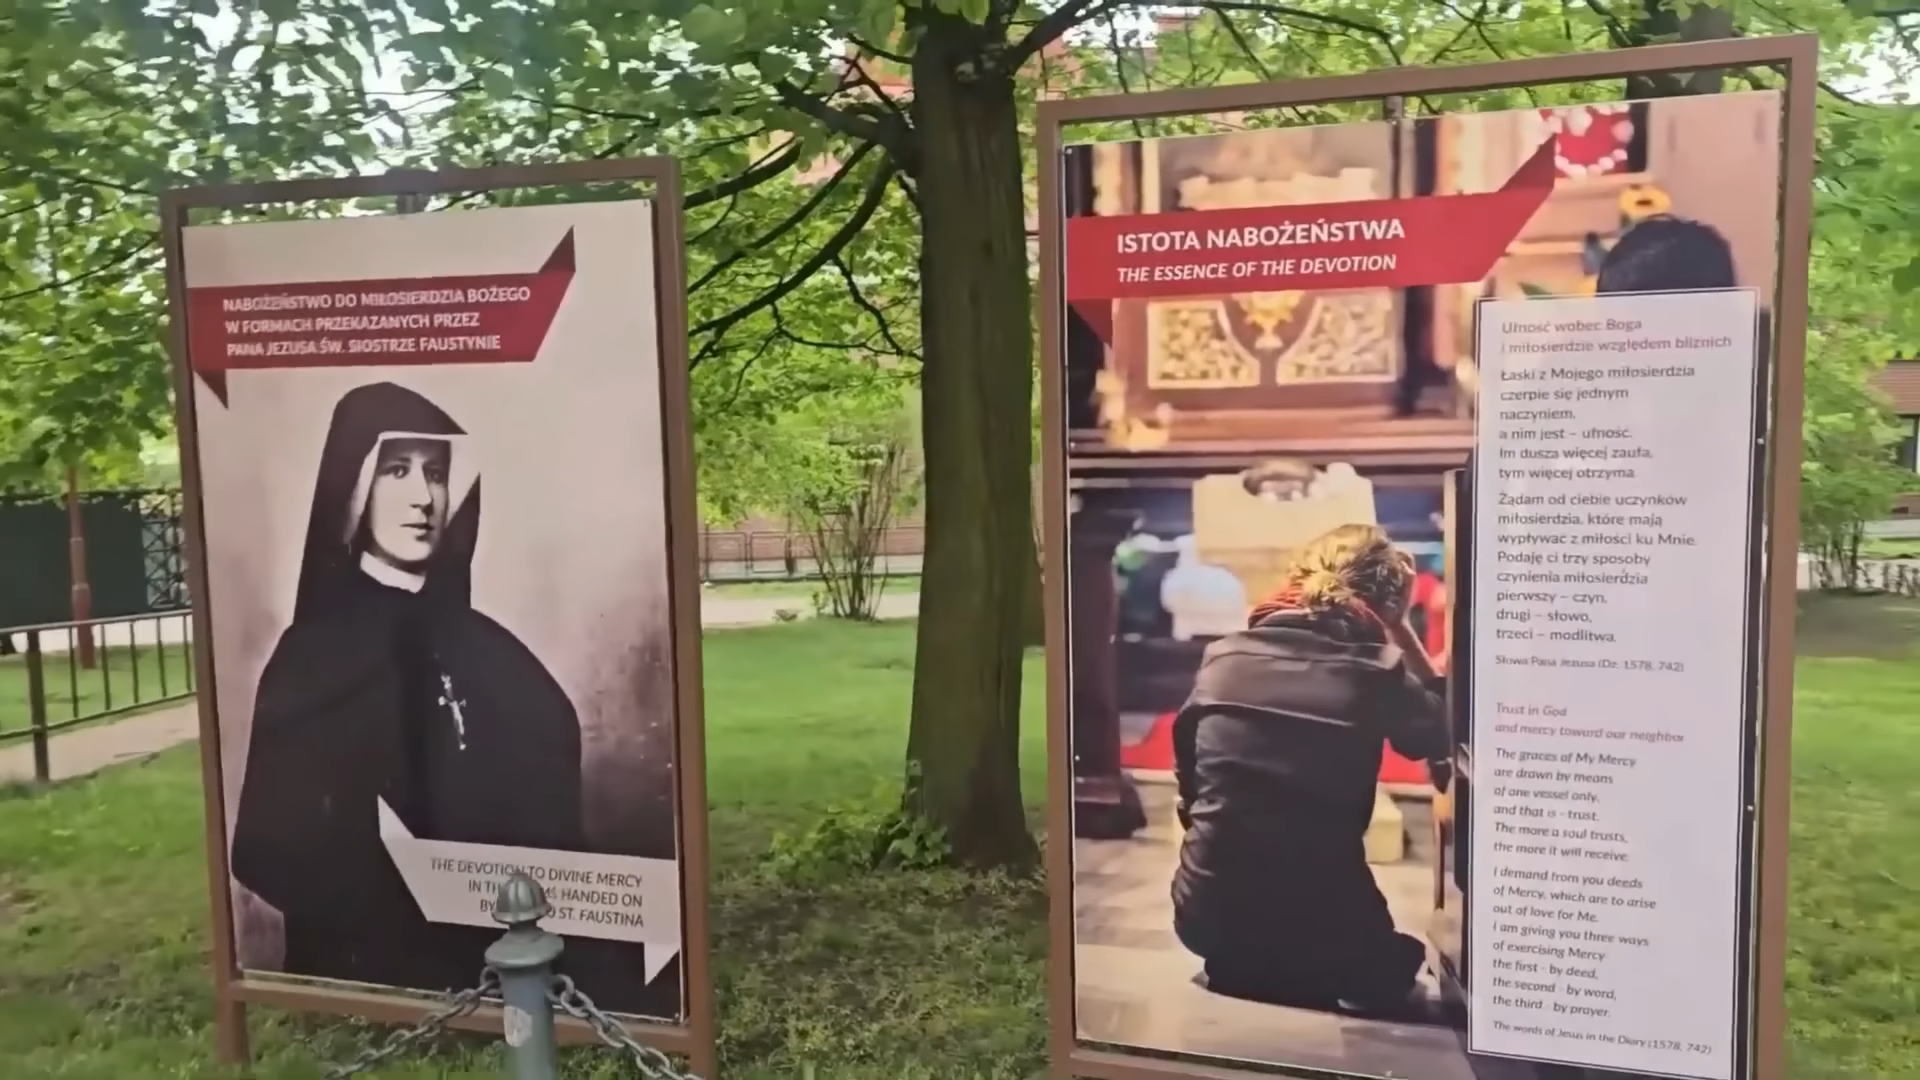 NABOŻEŃSTWO DO MIŁOSIERDZIA BOŻEGO
W FORMACH PRZEKAZANYCH PRZEZ
PANA JEZUSA ŚW. SIOSTRZE FAUSTYNIE
THE DEVOTION TO DIVINE MERCY
IN HANDED ON
BY ST. FAUSTINA
ISTOTA NABOŻEŃSTWA
THE ESSENCE OF THE DEVOTION
Ufność wobec Boga
i miłosierdzie względem bliźnich
Łaski z Mojego miłosierdzia
czerpie się jednym
naczyniem,
a nim jest – ufność.
Im dusza więcej zaufa,
tym więcej otrzyma.
Żądam od ciebie uczynków
miłosierdzia, które mają
wypływać z miłości ku Mnie.
Podaję ci trzy sposoby
czynienia miłosierdzia
pierwszy – czyn,
drugi – słowo,
trzeci – modlitwa.
Słowa Pana Jezusa (Dz. 1578, 742)
Trust in God
and mercy toward our neighbor
The graces of My Mercy
are drawn by means
of one vessel only,
and that is - trust.
The more a soul trusts,
the more it will receive.
I demand from you deeds
of Mercy, which are to arise
out of love for Me.
I am giving you three ways
of exercising Mercy
the first - by deed,
the second - by word,
the third - by prayer.
The words of Jesus in the Diary (1578, 742)